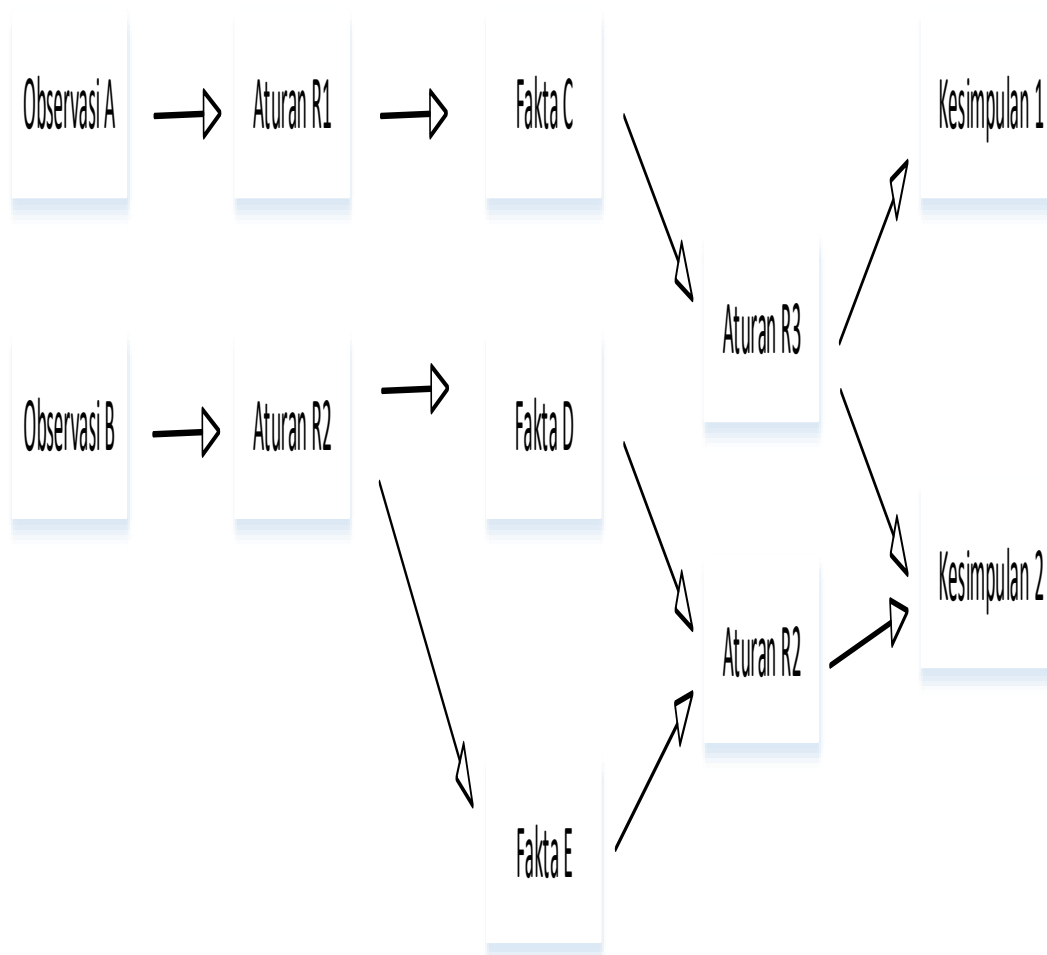 Observasi A
Aturan R1
Fakta C
Kesimpulan 1
Aturan R3
Observasi B
Aturan R2
Fakta D
Kesimpulan 2
Aturan R2
Fakta E